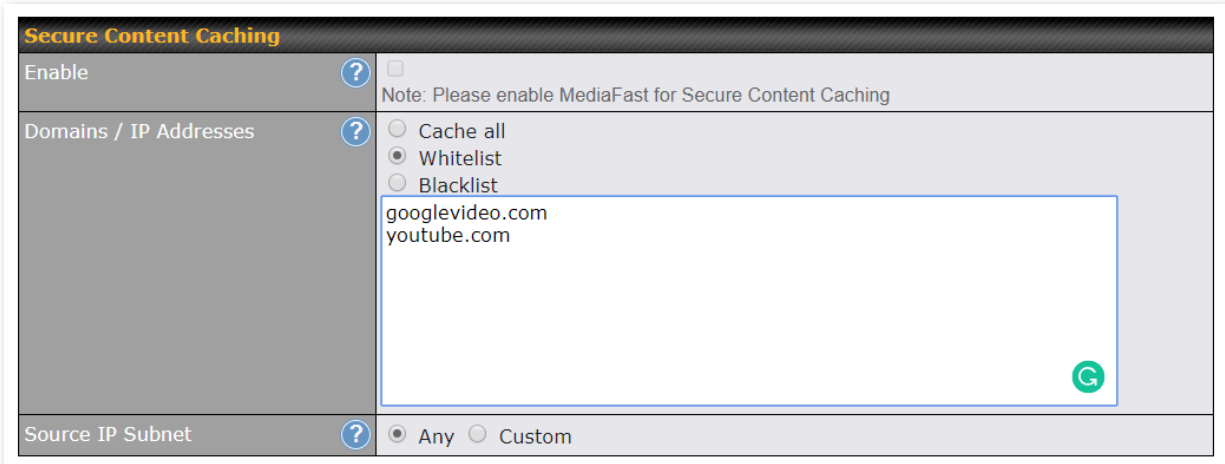 Secure Content Caching
Enable ?
Note: Please enable MediaFast for Secure Content Caching
Domains / IP Addresses ?
Cache all
Whitelist
Blacklist
googlevideo.com
youtube.com
G
Source IP Subnet ?
Any Custom